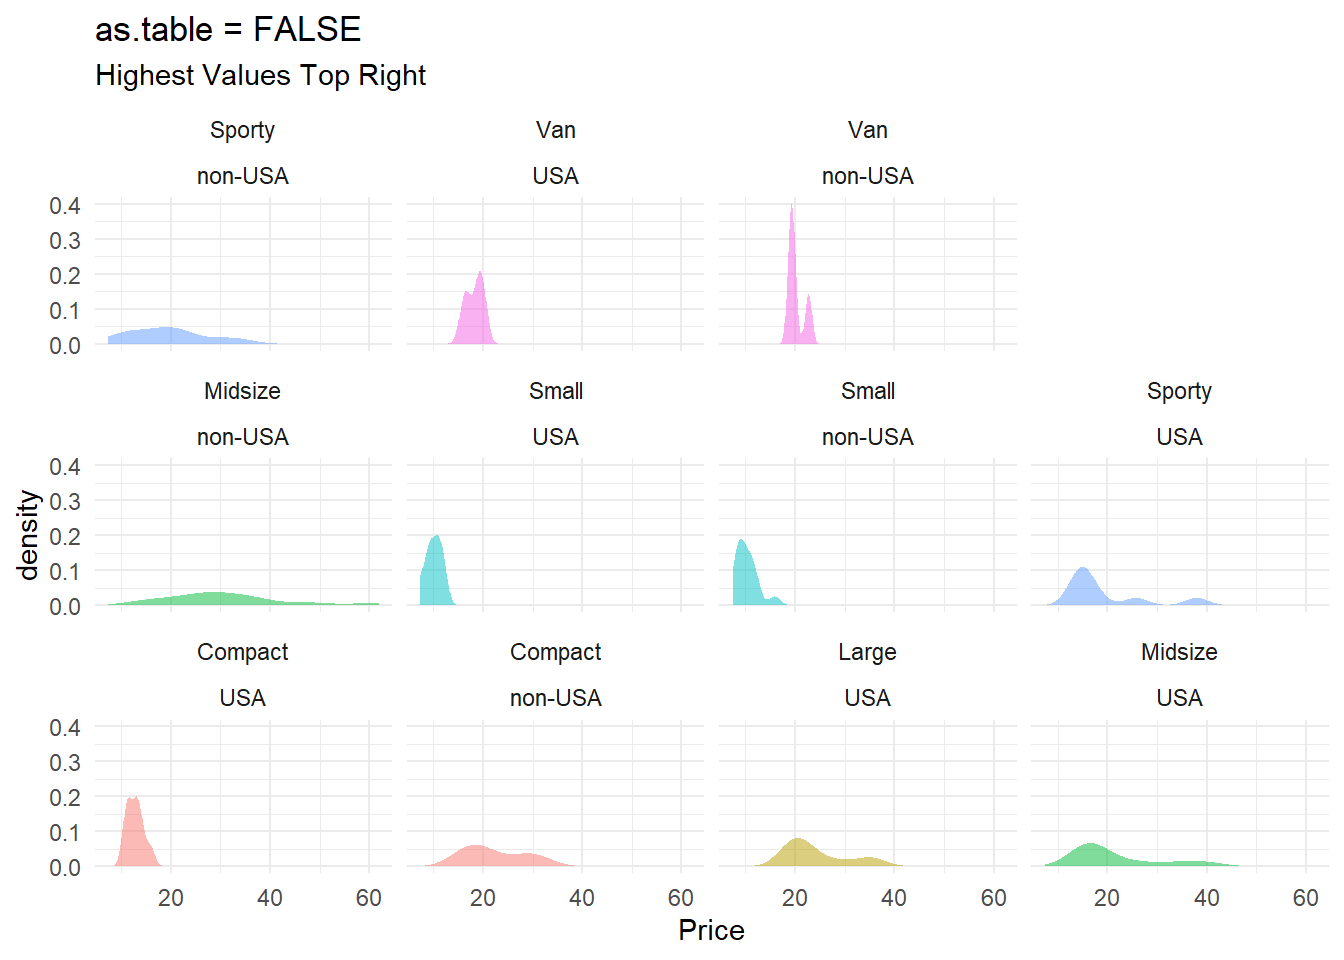 as.table = FALSE
Highest Values Top Right
Sporty Van Van
non-USA USA non-USA
0.4
0.3
0.2
0.1
0.0
Midsize Small Small Sporty
non-USA USA non-USA USA
0.4
0.3
0.2
0.1
0.0
density
Compact Compact Large Midsize
USA non-USA USA USA
0.4
0.3
0.2
0.1
0.0
20 40 60 20 40 60 20 40 60 20 40 60
Price